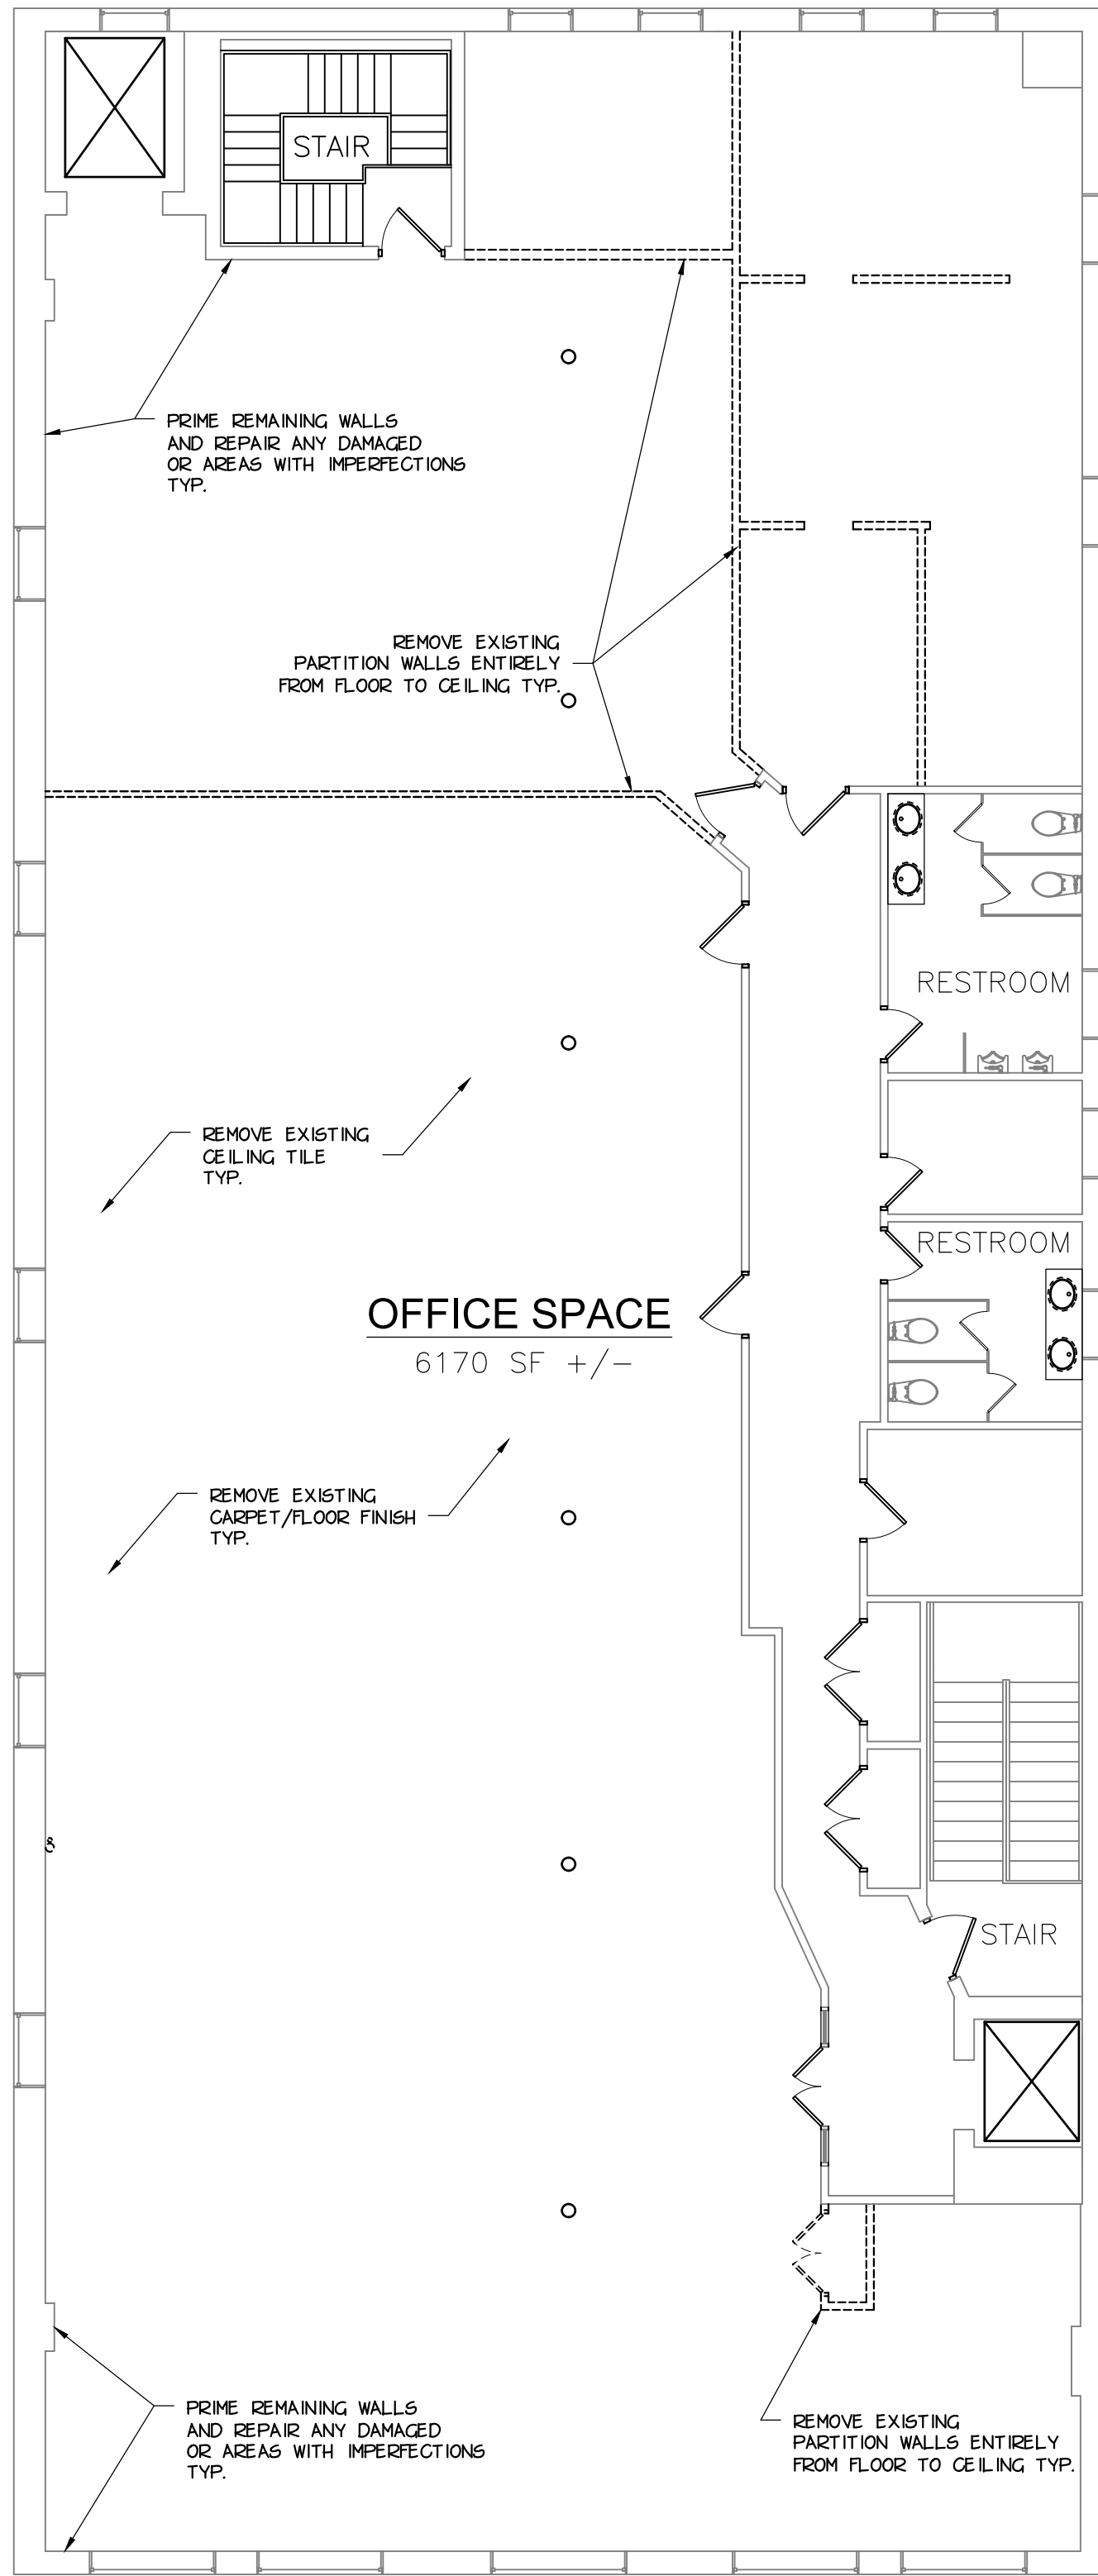 STAIR
PRIME REMAINING WALLS
AND REPAIR ANY DAMAGED
OR AREAS WITH IMPERFECTIONS
TYP.
REMOVE EXISTING
PARTITION WALLS ENTIRELY
FROM FLOOR TO CEILING TYP.
RESTROOM
REMOVE EXISTING
CEILING TILE
TYP.
RESTROOM
OFFICE SPACE
6170 SF +/-
REMOVE EXISTING
CARPET/FLOOR FINISH
TYP.
&
STAIR
PRIME REMAINING WALLS
AND REPAIR ANY DAMAGED
OR AREAS WITH IMPERFECTIONS
TYP.
REMOVE EXISTING
PARTITION WALLS ENTIRELY
FROM FLOOR TO CEILING TYP.